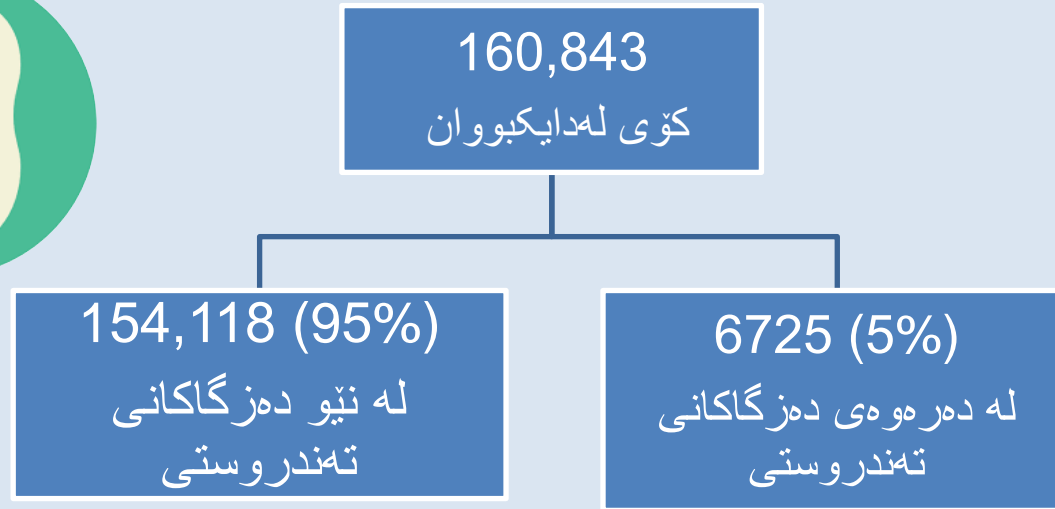 160,843
کۆی لەدایکبووان
154,118 (95%)
لە نێو دەزگاکانی
تەندروستی
6725 (5%)
لە دەرەوەی دەزگاکانی
تەندروستی